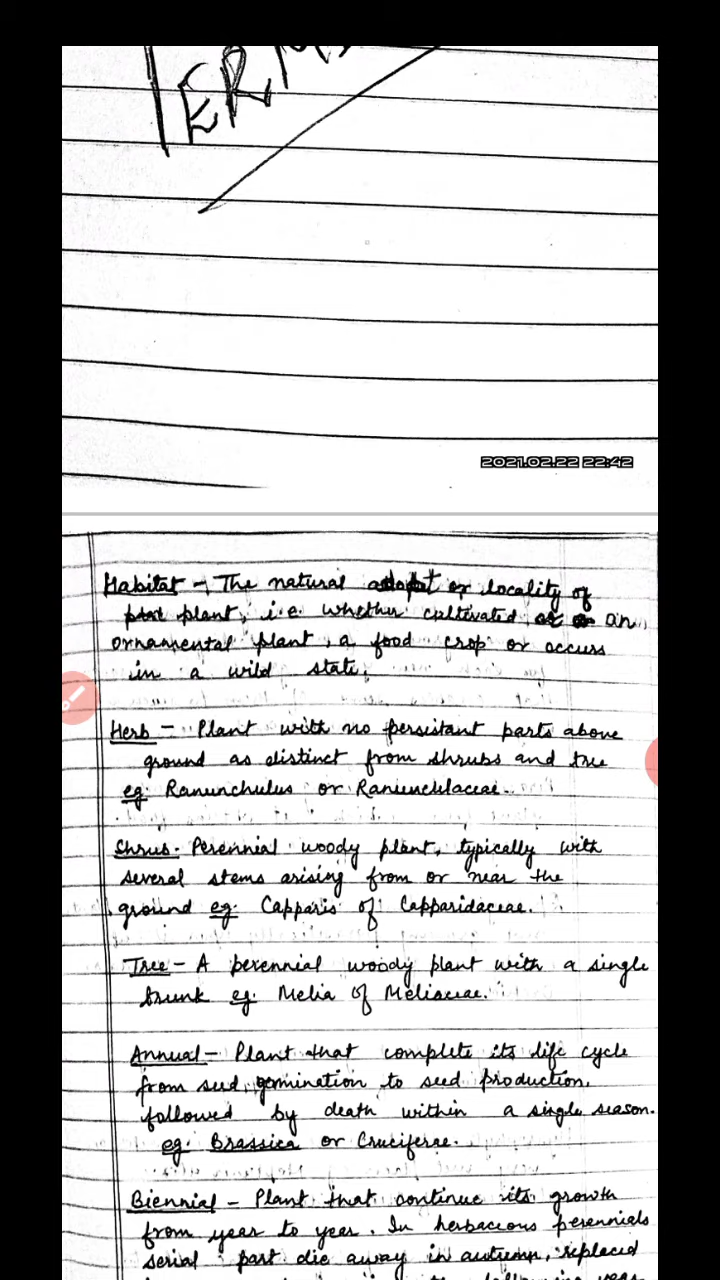 TERMS
2021.02.22 22:42
Habitat - The natural or locality of
plant, i.e. whether cultivated an
ornamental plant, a food crop or occurs
in a wild state.
Herb - Plant with no persistant parts above
ground as distinct from shrubs and tree
eg. Ranunchulus or Ranunculaceae.
Shrub. Perennial woody plant, typically with
several stems arising from or near the
ground eg. Capparis of Capparidaceae.
Tree - A perennial woody plant with a single
trunk eg. Melia of Meliaceae.
Annual - Plant that complete its life cycle
from seed, germination to seed production,
followed by death within a single season.
eg. Brassica or Cruciferae.
Biennial - Plant that continue its growth
from year to year. In herbacious perennials
part die away in autumn, replaced
following year